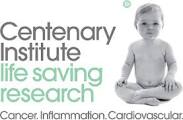 Centenary
Institute
life saving
research
Cancer. Inflammation. Cardiovascular.